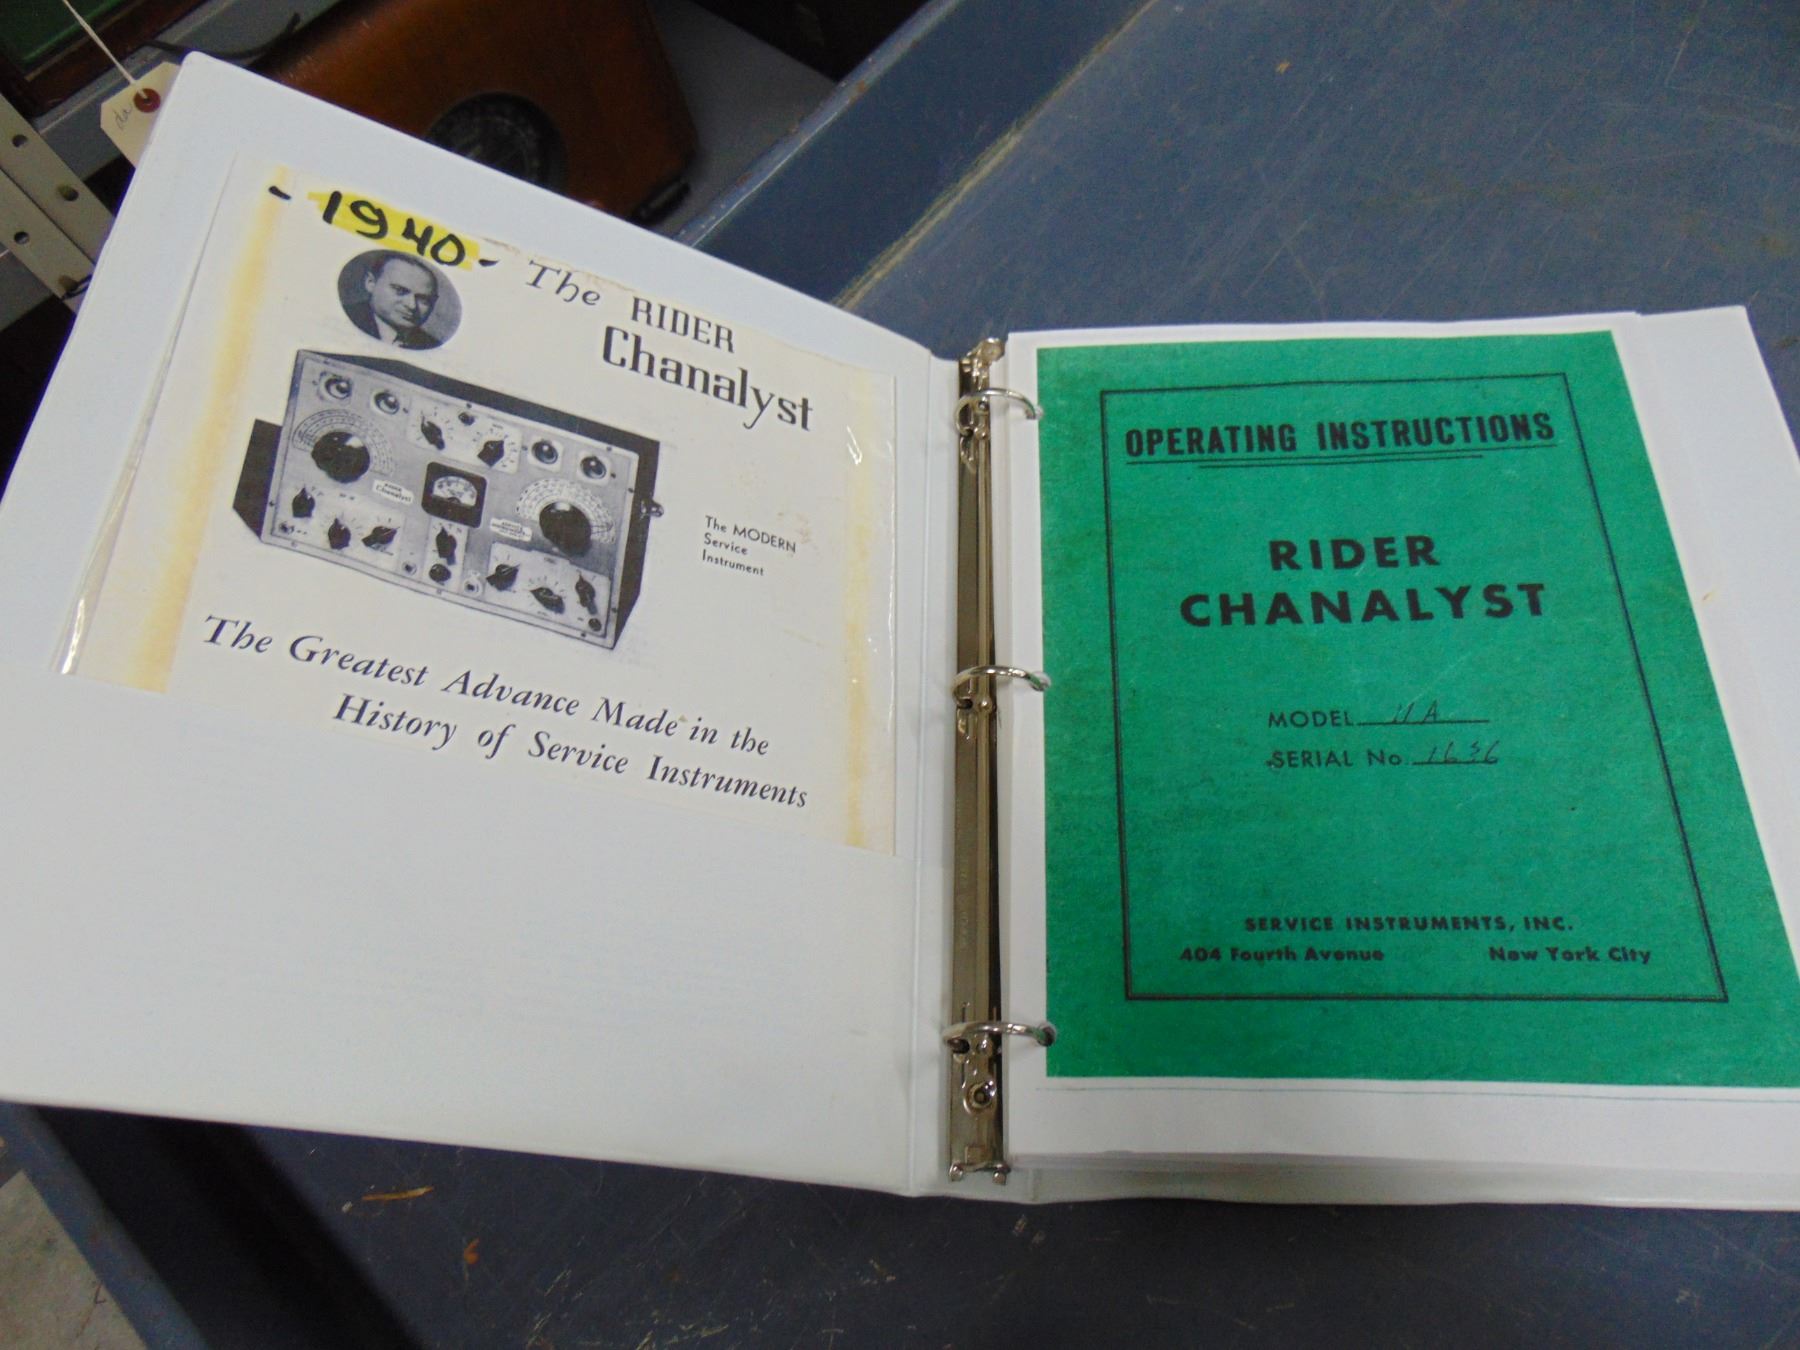 - 1940 -
The RIDER
Chanalyst
The MODERN
Service
Instrument
The Greatest Advance Made in the
History of Service Instruments
OPERATING INSTRUCTIONS
RIDER
CHANALYST
MODEL 11A
SERIAL No 1636
SERVICE INSTRUMENTS, INC.
404 Fourth Avenue New York City